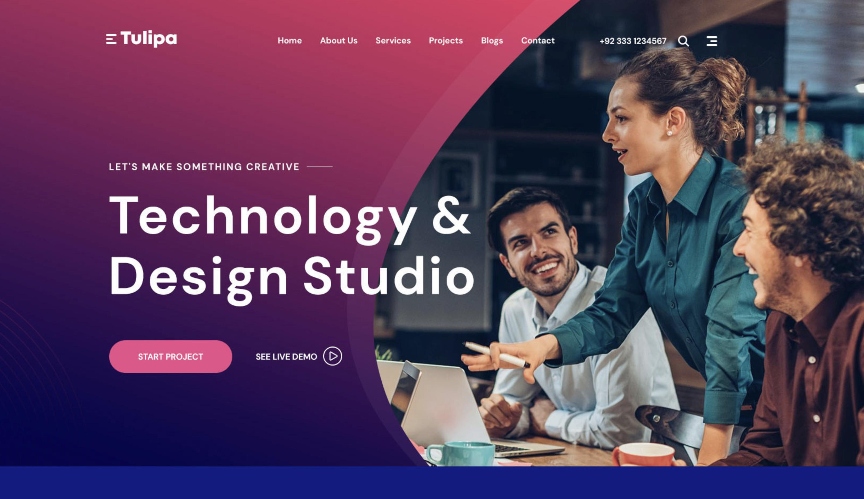 Tulipa
Home About Us Services Projects Blogs Contact +92 333 1234567
LET'S MAKE SOMETHING CREATIVE
Technology &
Design Studio
START PROJECT SEE LIVE DEMO